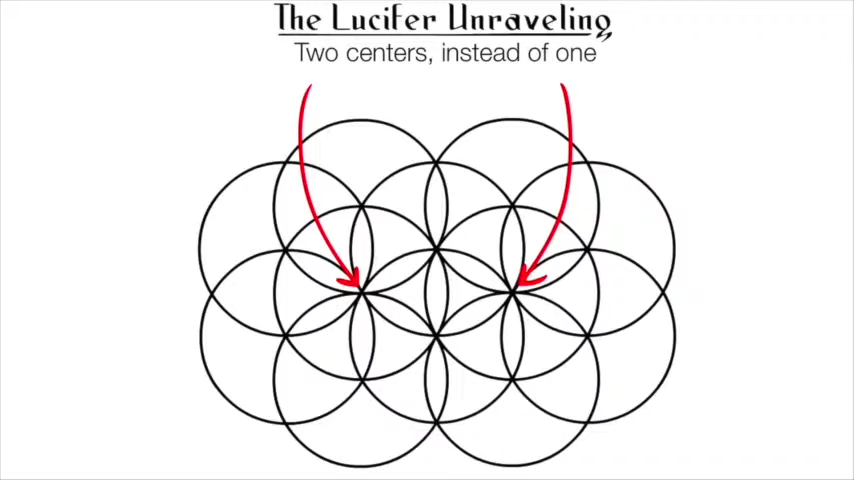 The Lucifer Unraveling
Two centers, instead of one